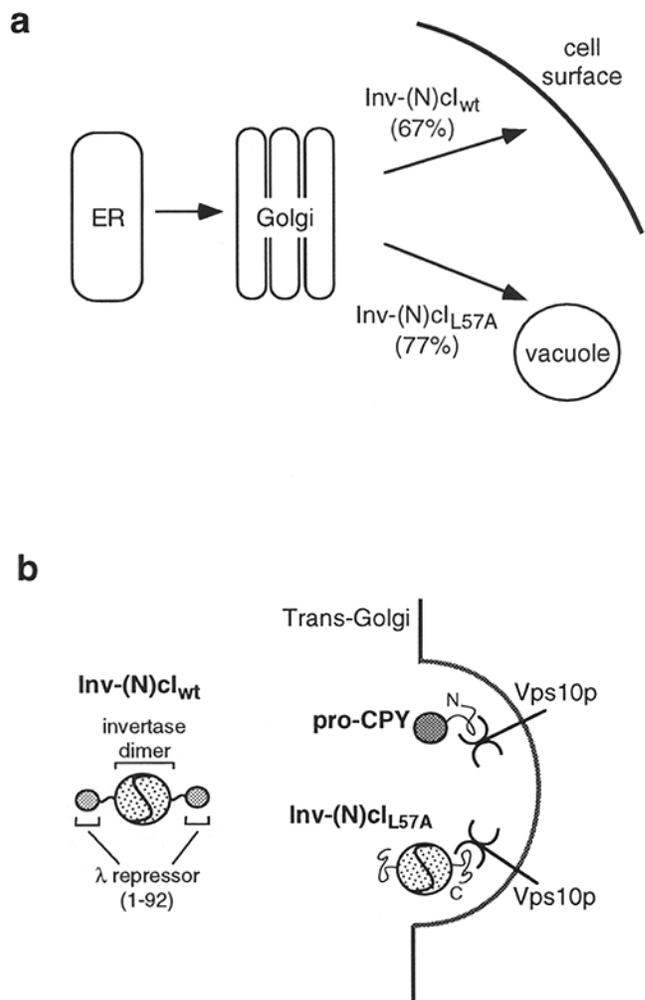 a
cell
surface
Inv-(N)cIwt
(67%)
ER
Golgi
Inv-(N)cIL57A
(77%)
vacuole
b
Trans-Golgi
Inv-(N)cIwt
invertase
dimer
λ repressor
(1-92)
N
Vps10p
pro-CPY
Inv-(N)cIL57A
C
Vps10p